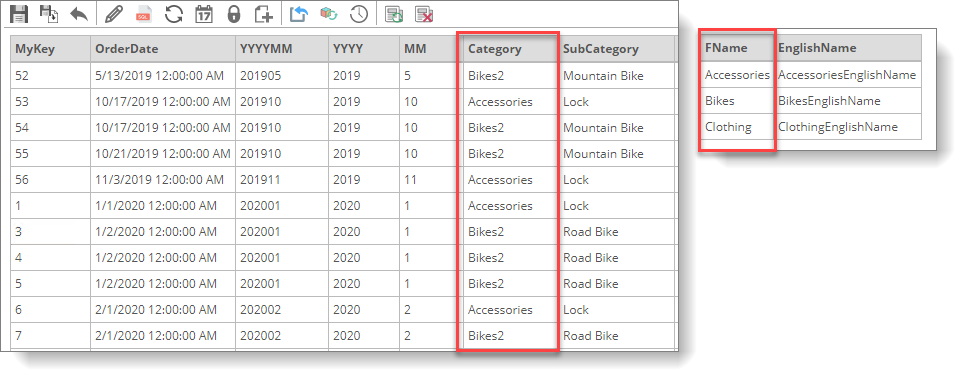 SQL
17
MyKey OrderDate YYYYMM YYYY MM Category SubCategory
52 5/13/2019 12:00:00 AM 201905 2019 5 Bikes2 Mountain Bike
53 10/17/2019 12:00:00 AM 201910 2019 10 Accessories Lock
54 10/17/2019 12:00:00 AM 201910 2019 10 Bikes2 Mountain Bike
55 10/21/2019 12:00:00 AM 201910 2019 10 Bikes2 Mountain Bike
56 11/3/2019 12:00:00 AM 201911 2019 11 Accessories Lock
1 1/1/2020 12:00:00 AM 202001 2020 1 Accessories Lock
3 1/2/2020 12:00:00 AM 202001 2020 1 Bikes2 Road Bike
4 1/2/2020 12:00:00 AM 202001 2020 1 Bikes2 Road Bike
5 1/2/2020 12:00:00 AM 202001 2020 1 Bikes2 Road Bike
6 2/1/2020 12:00:00 AM 202002 2020 2 Accessories Lock
7 2/1/2020 12:00:00 AM 202002 2020 2 Bikes2 Road Bike
FName EnglishName
Accessories AccessoriesEnglishName
Bikes BikesEnglishName
Clothing ClothingEnglishName